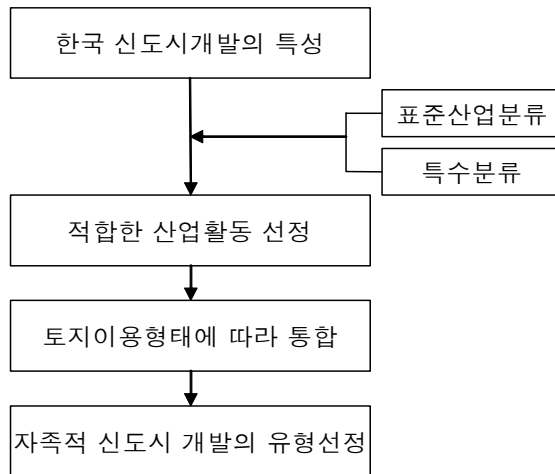 한국 신도시개발의 특성
표준산업분류
특수분류
적합한 산업활동 선정
토지이용형태에 따라 통합
자족적 신도시 개발의 유형선정